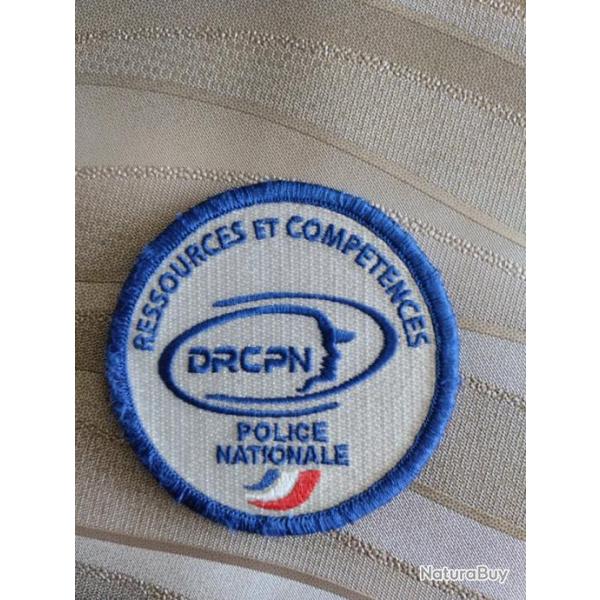 RESSOURCES ET COMPETENCES
DRCPN
POLICE
NATIONALE
NaturaBuy